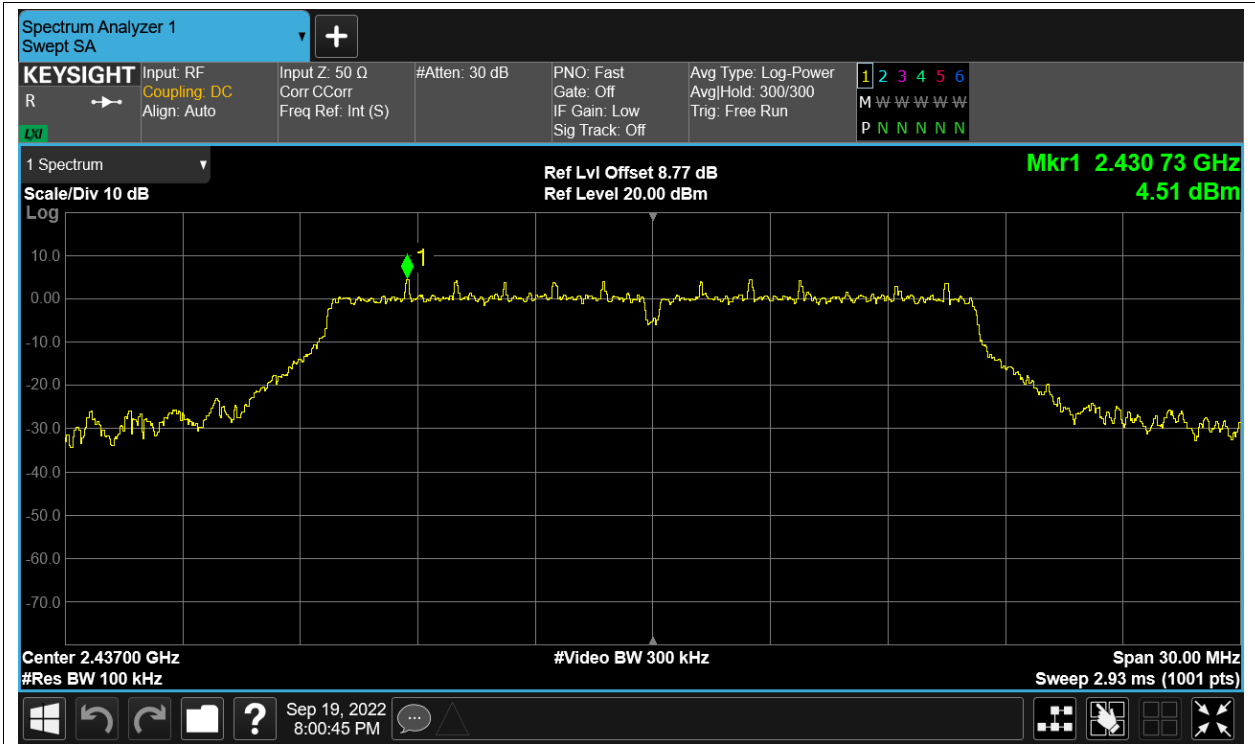 Spectrum Analyzer 1
Swept SA
+
KEYSIGHT
R
LXI
Input: RF
Coupling: DC
Align: Auto
Input Z: 50 Ω
Corr CCorr
Freq Ref: Int (S)
#Atten: 30 dB
PNO: Fast
Gate: Off
IF Gain: Low
Sig Track: Off
Avg Type: Log-Power
Avg|Hold: 300/300
Trig: Free Run
1 2 3 4 5 6
M W W W W W
P N N N N N
1 Spectrum
Scale/Div 10 dB
Log
Ref Lvl Offset 8.77 dB
Ref Level 20.00 dBm
Mkr1 2.430 73 GHz
4.51 dBm
1
10.0
0.00
-10.0
-20.0
-30.0
-40.0
-50.0
-60.0
-70.0
Center 2.43700 GHz
#Res BW 100 kHz
#Video BW 300 kHz
Span 30.00 MHz
Sweep 2.93 ms (1001 pts)
?
Sep 19, 2022
8:00:45 PM